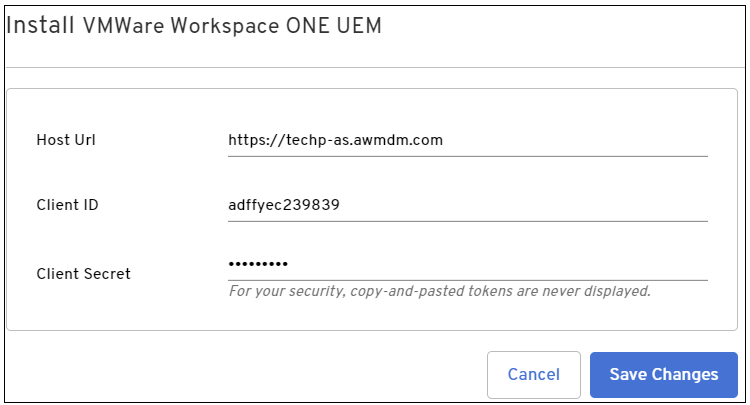 Install VMWare Workspace ONE UEM
Host Url https://techp-as.awmdm.com
Client ID adffyec239839
Client Secret •••••••••
For your security, copy-and-pasted tokens are never displayed.
Cancel Save Changes